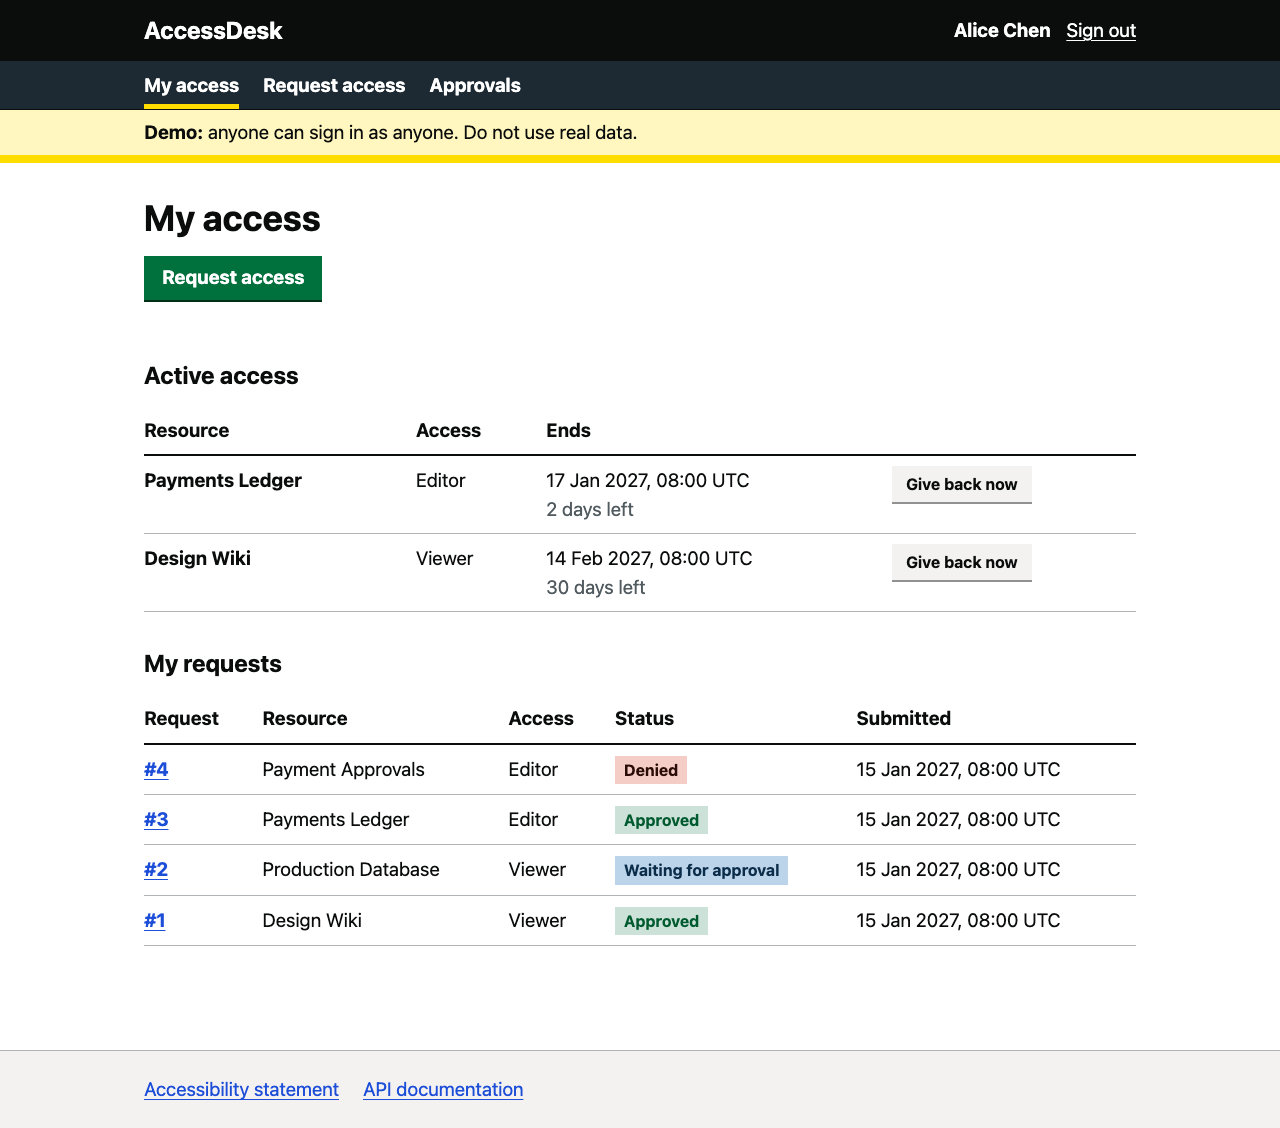 AccessDesk
Alice Chen Sign out
My access Request access Approvals
Demo: anyone can sign in as anyone. Do not use real data.
My access
Request access
Active access
Resource Access Ends
Payments Ledger Editor 17 Jan 2027, 08:00 UTC Give back now
2 days left
Design Wiki Viewer 14 Feb 2027, 08:00 UTC Give back now
30 days left
My requests
Request Resource Access Status Submitted
#4 Payment Approvals Editor Denied 15 Jan 2027, 08:00 UTC
#3 Payments Ledger Editor Approved 15 Jan 2027, 08:00 UTC
#2 Production Database Viewer Waiting for approval 15 Jan 2027, 08:00 UTC
#1 Design Wiki Viewer Approved 15 Jan 2027, 08:00 UTC
Accessibility statement API documentation